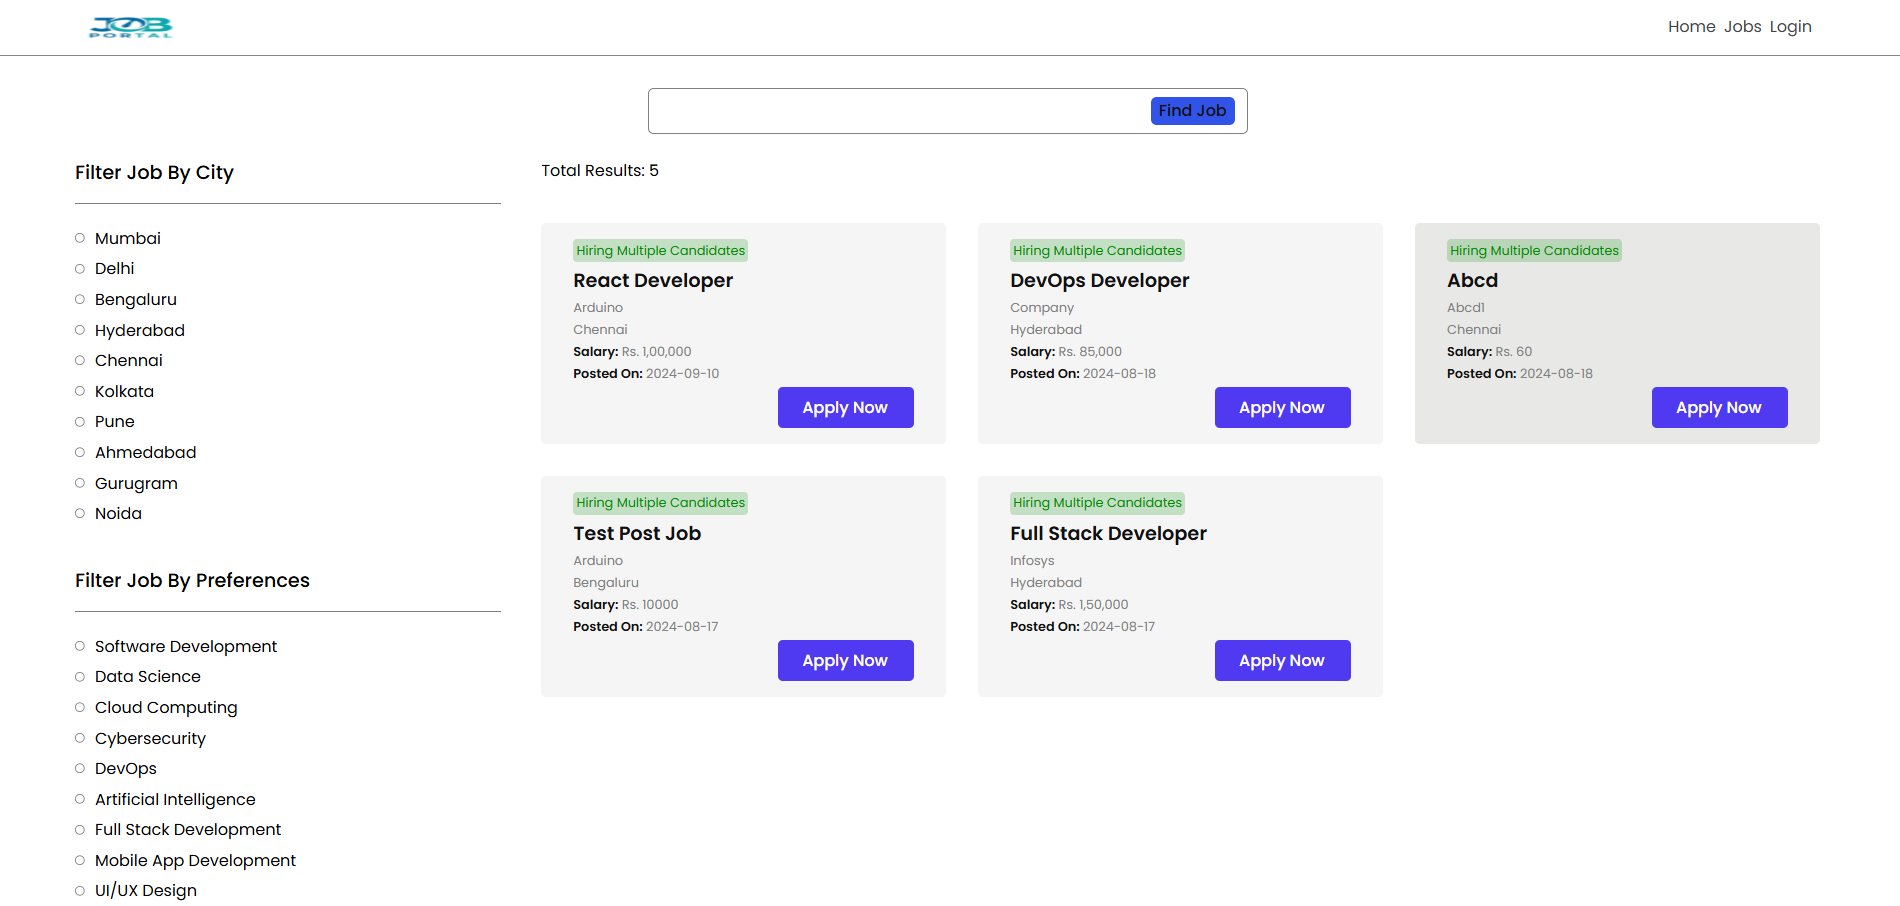 JOB
PORTAL
Home Jobs Login
Find Job
Filter Job By City
Mumbai
Delhi
Bengaluru
Hyderabad
Chennai
Kolkata
Pune
Ahmedabad
Gurugram
Noida
Filter Job By Preferences
Software Development
Data Science
Cloud Computing
Cybersecurity
DevOps
Artificial Intelligence
Full Stack Development
Mobile App Development
UI/UX Design
Total Results: 5
Hiring Multiple Candidates
React Developer
Arduino
Chennai
Salary: Rs. 1,00,000
Posted On: 2024-09-10
Apply Now
Hiring Multiple Candidates
DevOps Developer
Company
Hyderabad
Salary: Rs. 85,000
Posted On: 2024-08-18
Apply Now
Hiring Multiple Candidates
Abcd
Abcd1
Chennai
Salary: Rs. 60
Posted On: 2024-08-18
Apply Now
Hiring Multiple Candidates
Test Post Job
Arduino
Bengaluru
Salary: Rs. 10000
Posted On: 2024-08-17
Apply Now
Hiring Multiple Candidates
Full Stack Developer
Infosys
Hyderabad
Salary: Rs. 1,50,000
Posted On: 2024-08-17
Apply Now